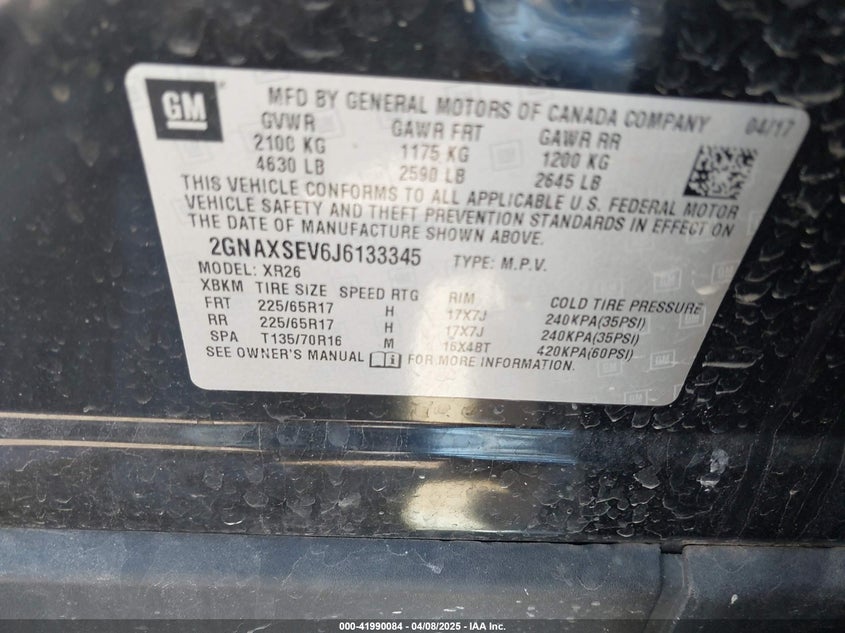 GM
MFD BY GENERAL MOTORS OF CANADA COMPANY 04/17
GVWR GAWR FRT GAWR RR
2100 KG 1175 KG 1200 KG
4630 LB 2590 LB 2645 LB
THIS VEHICLE CONFORMS TO ALL APPLICABLE U.S. FEDERAL MOTOR
VEHICLE SAFETY AND THEFT PREVENTION STANDARDS IN EFFECT ON
THE DATE OF MANUFACTURE SHOWN ABOVE.
2GNAXSEV6J6133345 TYPE: M.P.V.
MODEL: XR26
XBKM TIRE SIZE SPEED RTG RIM COLD TIRE PRESSURE
FRT 225/65R17 H 17X7J 240KPA(35PSI)
RR 225/65R17 H 17X7J 240KPA(35PSI)
SPA T135/70R16 M 16X4BT 420KPA(60PSI)
SEE OWNER'S MANUAL FOR MORE INFORMATION.
000-41990084 - 04/08/2025 - IAA Inc.